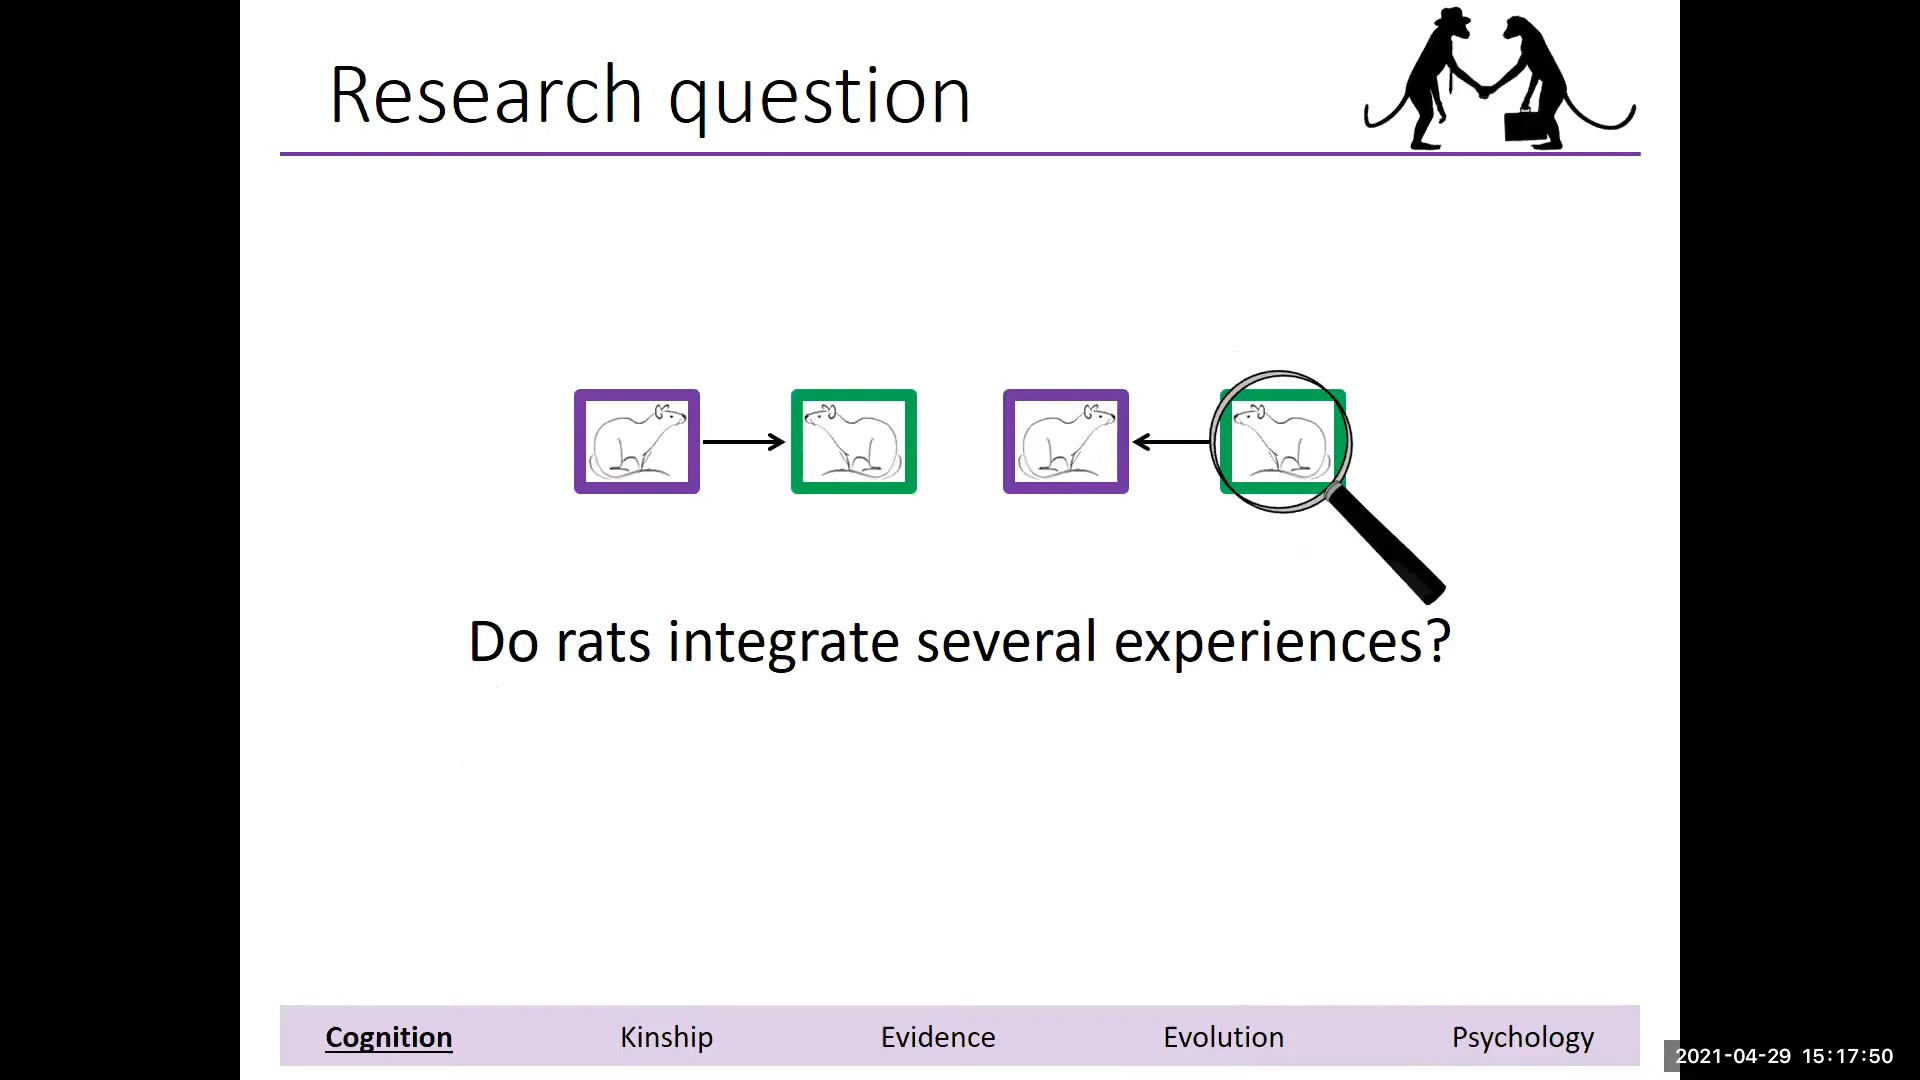 Research question
Do rats integrate several experiences?
Cognition Kinship Evidence Evolution Psychology
2021-04-29 15:17:50